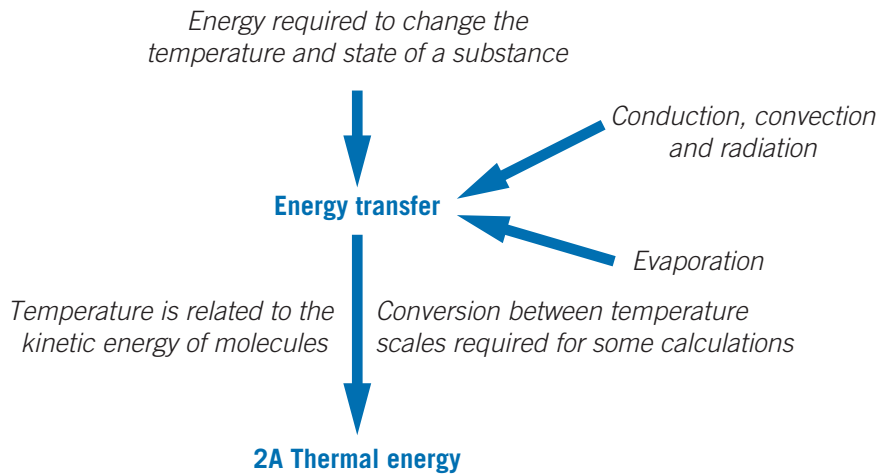 Energy required to change the
temperature and state of a substance
Conduction, convection
and radiation
Energy transfer
Evaporation
Temperature is related to the
kinetic energy of molecules
Conversion between temperature
scales required for some calculations
2A Thermal energy